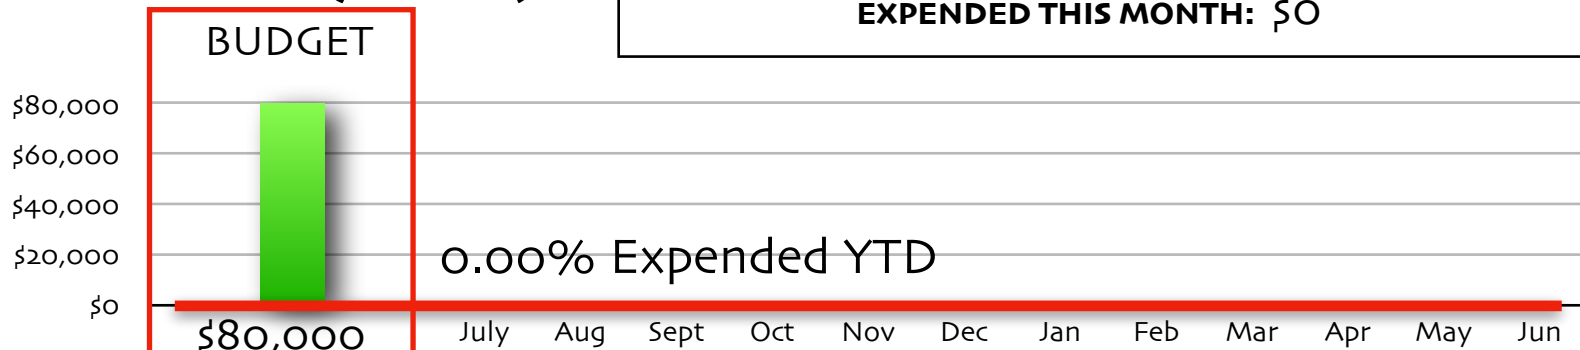 EXPENDED THIS MONTH: $0
BUDGET
$80,000
$60,000
$40,000
$20,000
$0
0.00% Expended YTD
$80,000
July Aug Sept Oct Nov Dec Jan Feb Mar Apr May Jun